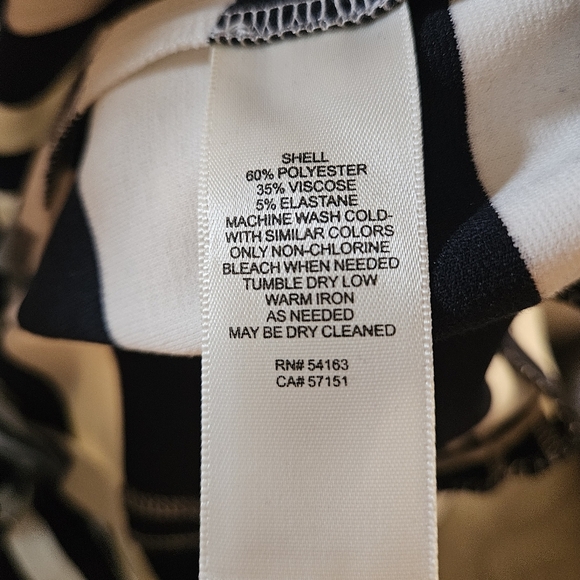 SHELL
60% POLYESTER
35% VISCOSE
5% ELASTANE
MACHINE WASH COLD-
WITH SIMILAR COLORS
ONLY NON-CHLORINE
BLEACH WHEN NEEDED
TUMBLE DRY LOW
WARM IRON
AS NEEDED
MAY BE DRY CLEANED
RN# 54163
CA# 57151